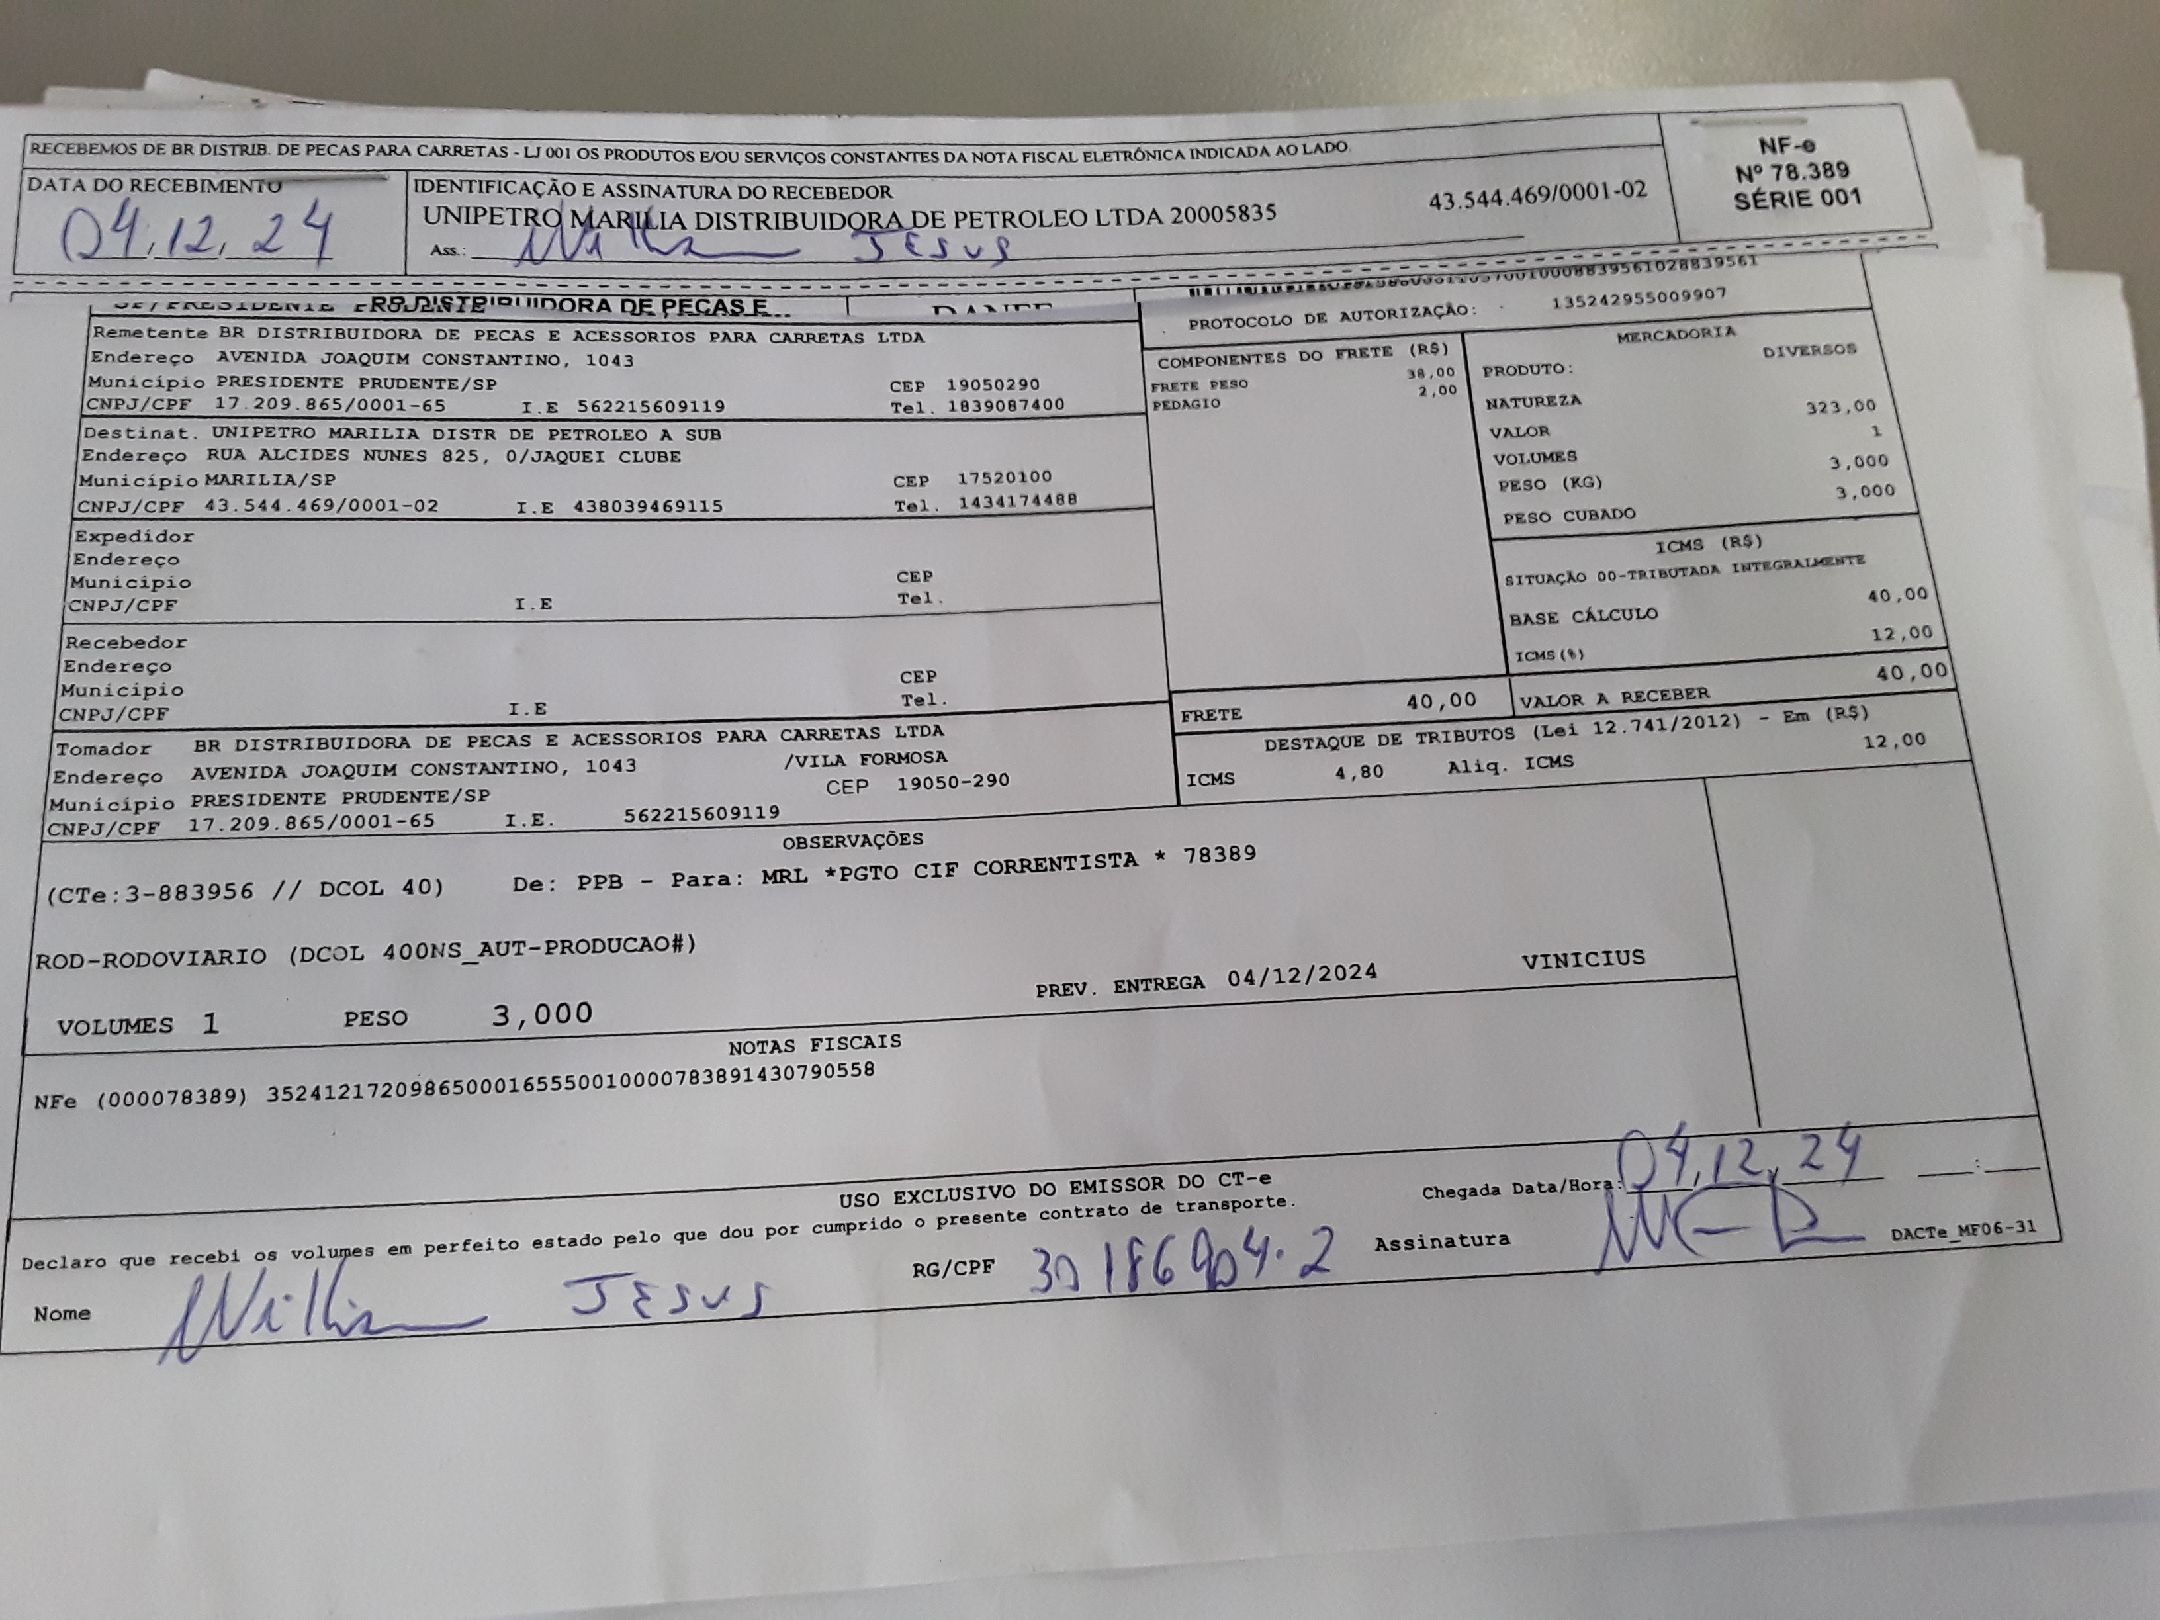 RECEBEMOS DE BR DISTRIB. DE PECAS PARA CARRETAS - LJ 001 OS PRODUTOS E/OU SERVIÇOS CONSTANTES DA NOTA FISCAL ELETRÔNICA INDICADA AO LADO
NF-e
Nº 78.389
SÉRIE 001
DATA DO RECEBIMENTO
04.12.24
IDENTIFICAÇÃO E ASSINATURA DO RECEBEDOR
UNIPETRO MARILIA DISTRIBUIDORA DE PETROLEO LTDA 20005835 43.544.469/0001-02
Ass.: JESUS
DISTRIBUIDORA DE PEÇAS E
PROTOCOLO DE AUTORIZAÇÃO: 135242955009907
Remetente BR DISTRIBUIDORA DE PECAS E ACESSORIOS PARA CARRETAS LTDA
Endereço AVENIDA JOAQUIM CONSTANTINO, 1043
Município PRESIDENTE PRUDENTE/SP CEP 19050290
CNPJ/CPF 17.209.865/0001-65 I.E 562215609119 Tel. 1839087400
Destinat. UNIPETRO MARILIA DISTR DE PETROLEO A SUB
Endereço RUA ALCIDES NUNES 825, 0/JAQUEI CLUBE
Município MARILIA/SP CEP 17520100
CNPJ/CPF 43.544.469/0001-02 I.E 438039469115 Tel. 1434174488
Expedidor
Endereço
Município CEP
CNPJ/CPF I.E Tel.
Recebedor
Endereço
Município CEP
CNPJ/CPF I.E Tel.
Tomador BR DISTRIBUIDORA DE PECAS E ACESSORIOS PARA CARRETAS LTDA
Endereço AVENIDA JOAQUIM CONSTANTINO, 1043 /VILA FORMOSA
Município PRESIDENTE PRUDENTE/SP CEP 19050-290
CNPJ/CPF 17.209.865/0001-65 I.E. 562215609119
COMPONENTES DO FRETE (R$)
FRETE PESO 38,00
PEDAGIO 2,00
MERCADORIA
PRODUTO: DIVERSOS
NATUREZA
VALOR 323,00
VOLUMES 1
PESO (KG) 3,000
PESO CUBADO 3,000
ICMS (R$)
SITUAÇÃO 00-TRIBUTADA INTEGRALMENTE
BASE CÁLCULO 40,00
ICMS(%) 12,00
FRETE 40,00 VALOR A RECEBER 40,00
DESTAQUE DE TRIBUTOS (Lei 12.741/2012) - Em (R$)
ICMS 4,80 Aliq. ICMS 12,00
OBSERVAÇÕES
(CTe:3-883956 // DCOL 40) De: PPB - Para: MRL *PGTO CIF CORRENTISTA * 78389
ROD-RODOVIARIO (DCOL 400NS_AUT-PRODUCAO#)
VOLUMES 1 PESO 3,000 PREV. ENTREGA 04/12/2024 VINICIUS
NOTAS FISCAIS
NFe (000078389) 35241217209865000165550010000783891430790558
USO EXCLUSIVO DO EMISSOR DO CT-e
Declaro que recebi os volumes em perfeito estado pelo que dou por cumprido o presente contrato de transporte.
Chegada Data/Hora: 04.12.24 __:__
Nome Willian JESUS RG/CPF Assinatura DACTe_MF06-31